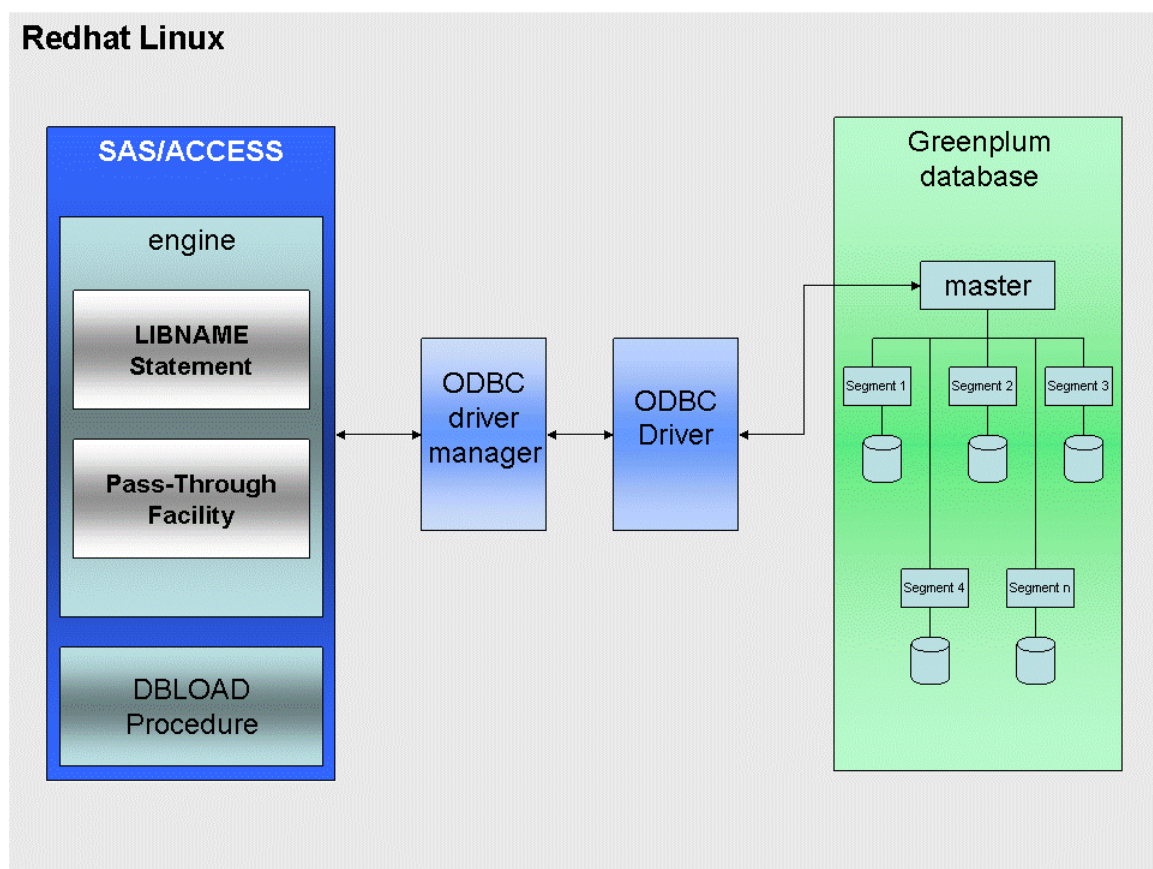 Redhat Linux
SAS/ACCESS
engine
LIBNAME
Statement
Pass-Through
Facility
DBLOAD
Procedure
ODBC
driver
manager
ODBC
Driver
Greenplum
database
master
Segment 1
Segment 2
Segment 3
Segment 4
Segment n